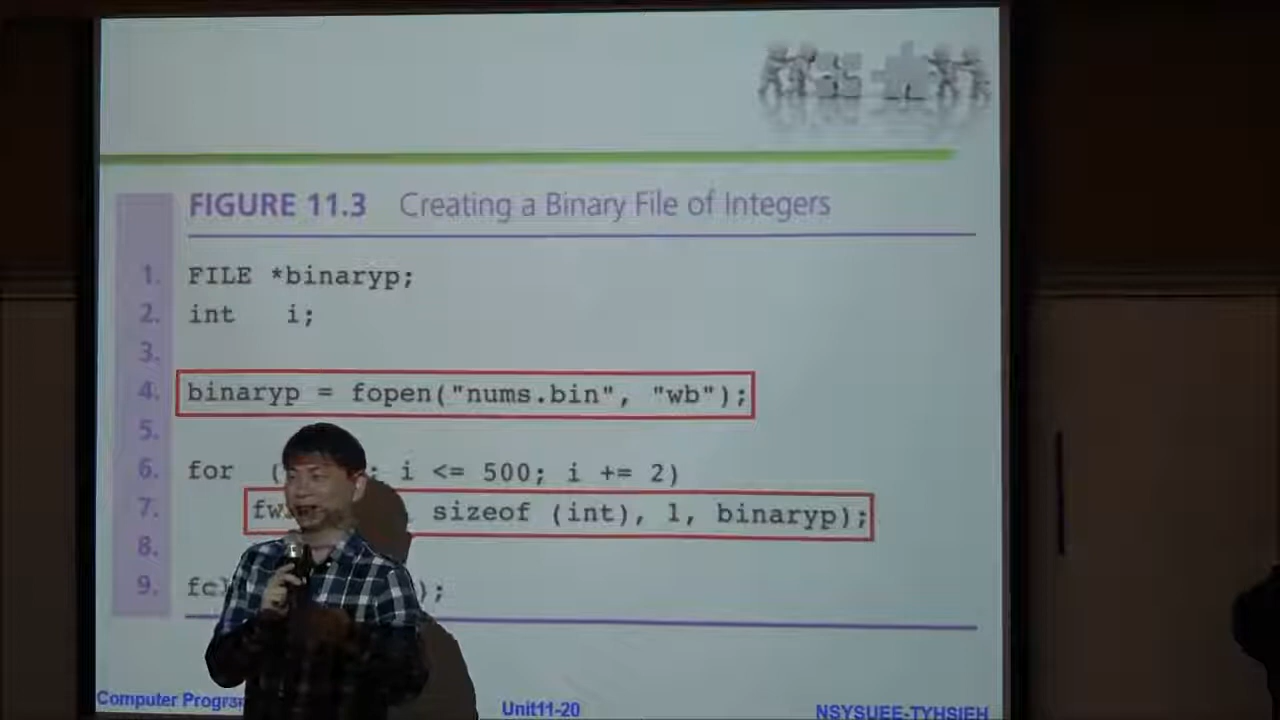 FIGURE 11.3 Creating a Binary File of Integers
1. FILE *binaryp;
2. int i;
3.
4. binaryp = fopen("nums.bin", "wb");
5.
6. for ( ; i <= 500; i += 2)
7. sizeof (int), 1, binaryp);
8.
9. );
Computer
Unit11-20
NSYSUEE-TYHSIEH